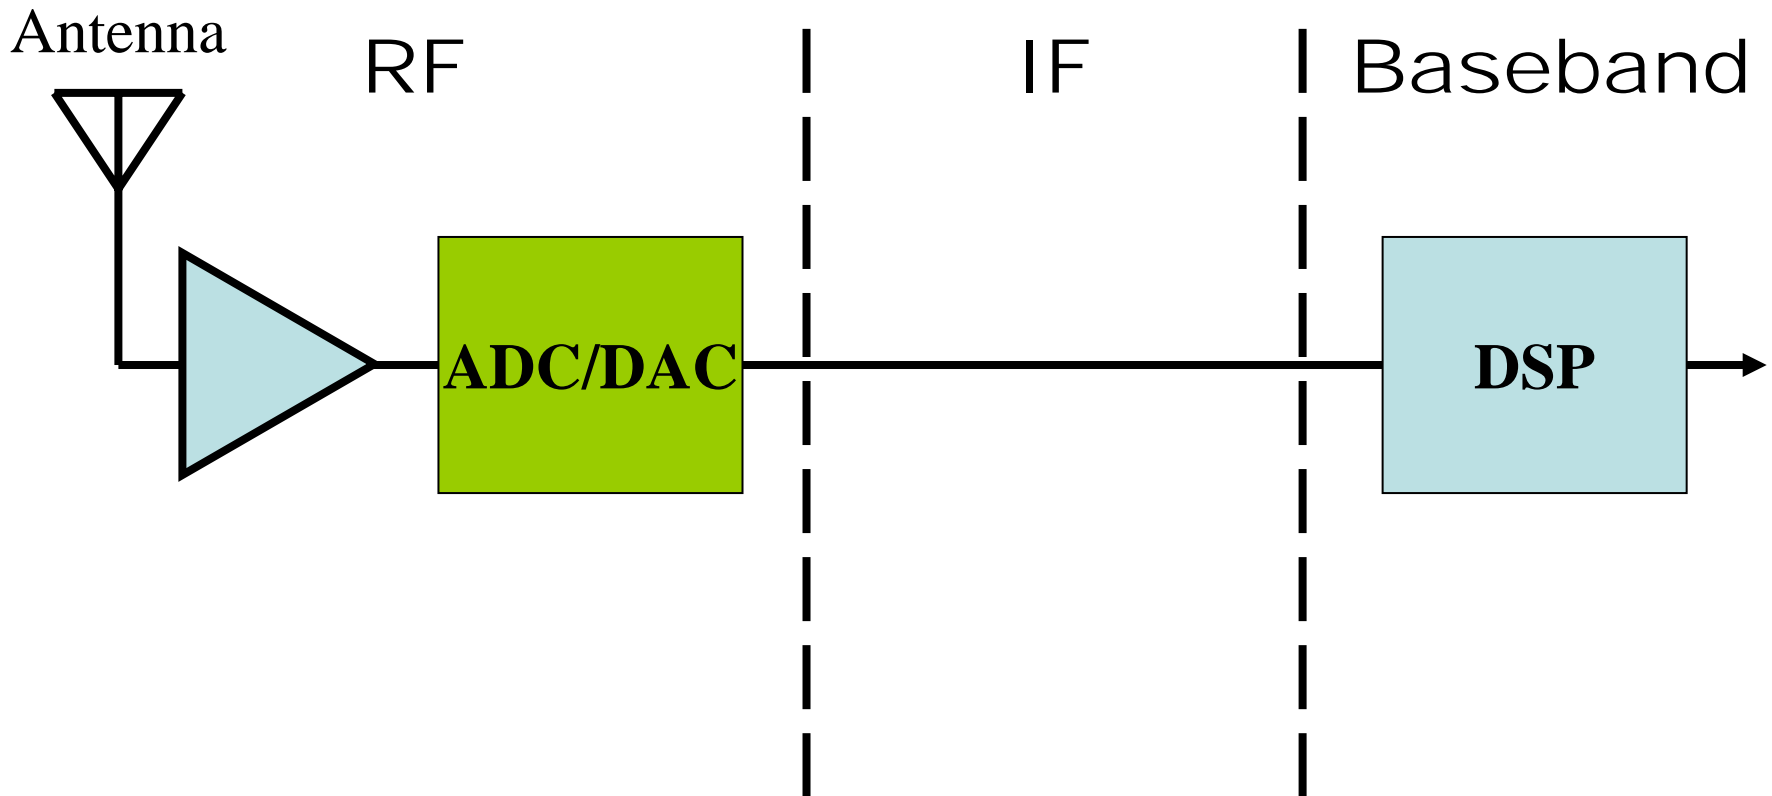 Antenna
RF
IF
Baseband
ADC/DAC
DSP